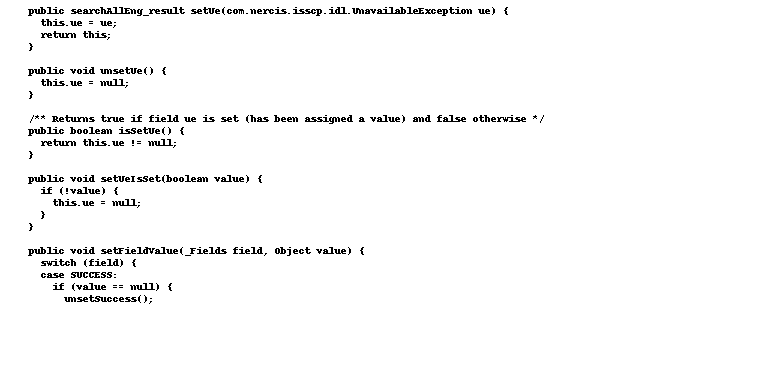 public searchAllEng_result setUe(com.nercis.isscp.idl.UnavailableException ue) {
this.ue = ue;
return this;
}
public void unsetUe() {
this.ue = null;
}
/** Returns true if field ue is set (has been assigned a value) and false otherwise */
public boolean isSetUe() {
return this.ue != null;
}
public void setUeIsSet(boolean value) {
if (!value) {
this.ue = null;
}
}
public void setFieldValue(_Fields field, Object value) {
switch (field) {
case SUCCESS:
if (value == null) {
unsetSuccess();